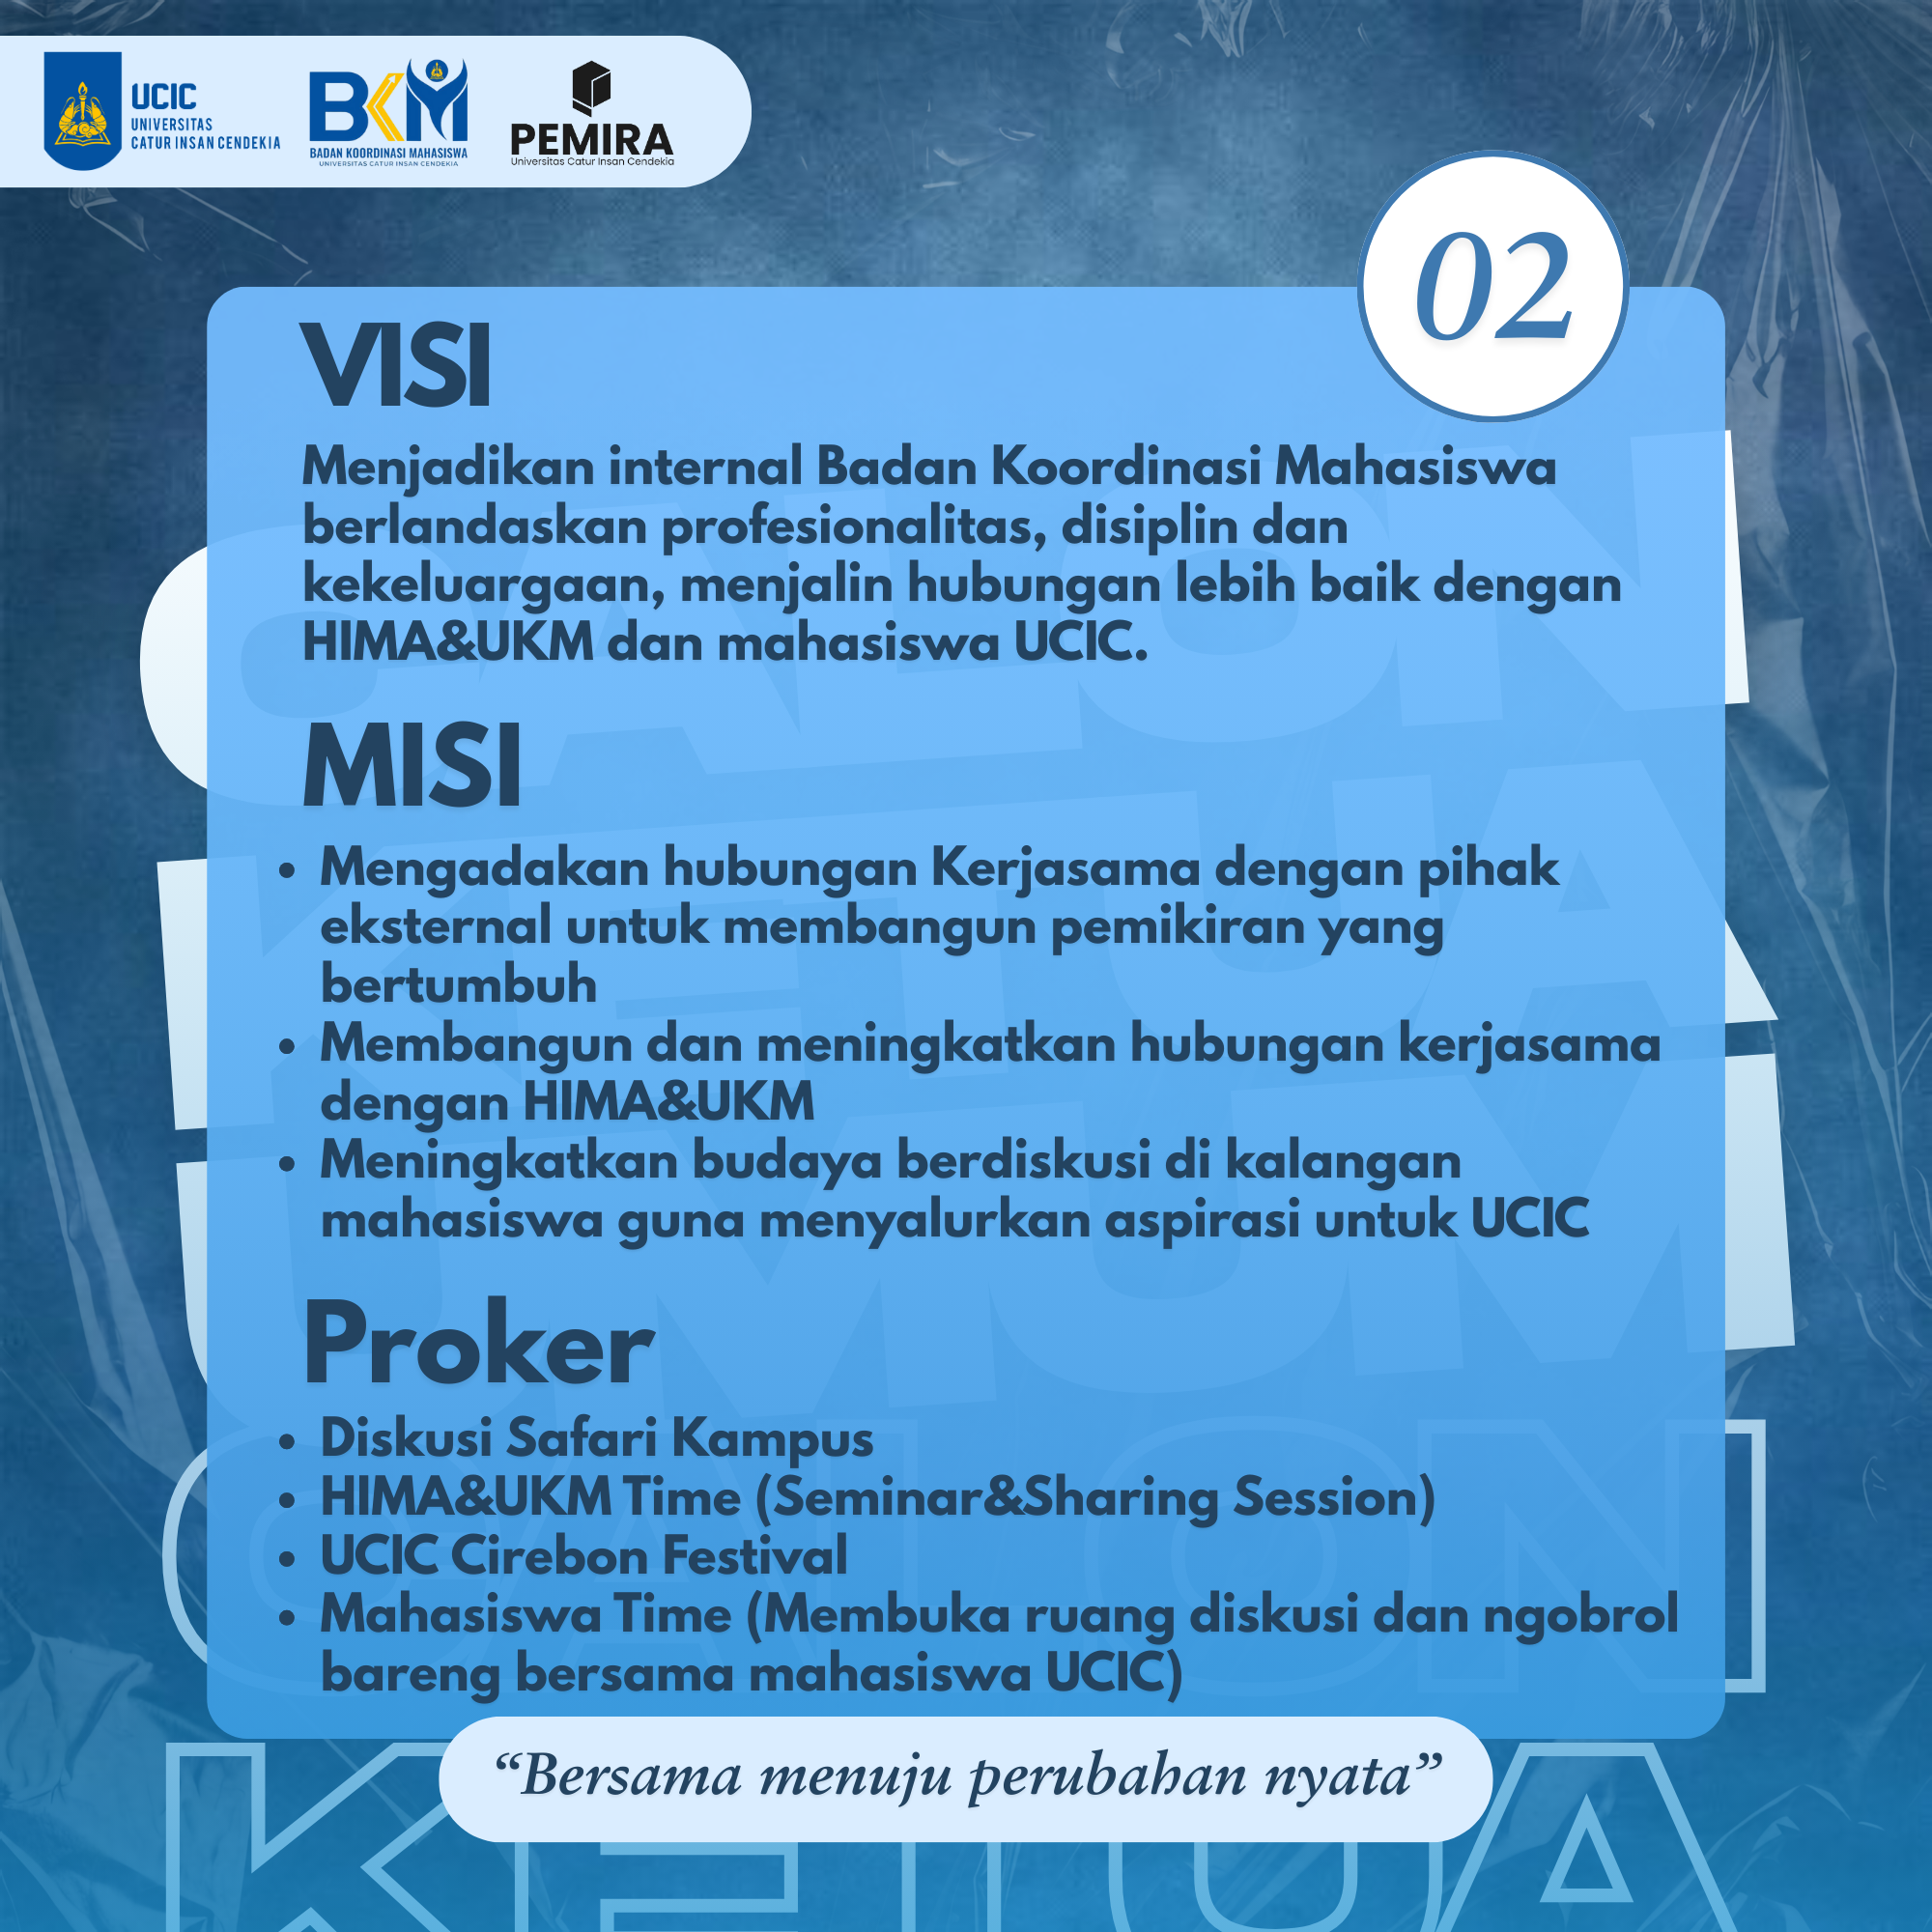 UCIC
UNIVERSITAS
CATUR INSAN CENDEKIA
BKM
BADAN KOORDINASI MAHASISWA
UNIVERSITAS CATUR INSAN CENDEKIA
PEMIRA
Universitas Catur Insan Cendekia
02
VISI
Menjadikan internal Badan Koordinasi Mahasiswa
berlandaskan profesionalitas, disiplin dan
kekeluargaan, menjalin hubungan lebih baik dengan
HIMA&UKM dan mahasiswa UCIC.
MISI
• Mengadakan hubungan Kerjasama dengan pihak
eksternal untuk membangun pemikiran yang
bertumbuh
• Membangun dan meningkatkan hubungan kerjasama
dengan HIMA&UKM
• Meningkatkan budaya berdiskusi di kalangan
mahasiswa guna menyalurkan aspirasi untuk UCIC
Proker
• Diskusi Safari Kampus
• HIMA&UKM Time (Seminar&Sharing Session)
• UCIC Cirebon Festival
• Mahasiswa Time (Membuka ruang diskusi dan ngobrol
bareng bersama mahasiswa UCIC)
“Bersama menuju perubahan nyata”
CALON
KETUA
UMUM
CALON
KETUA